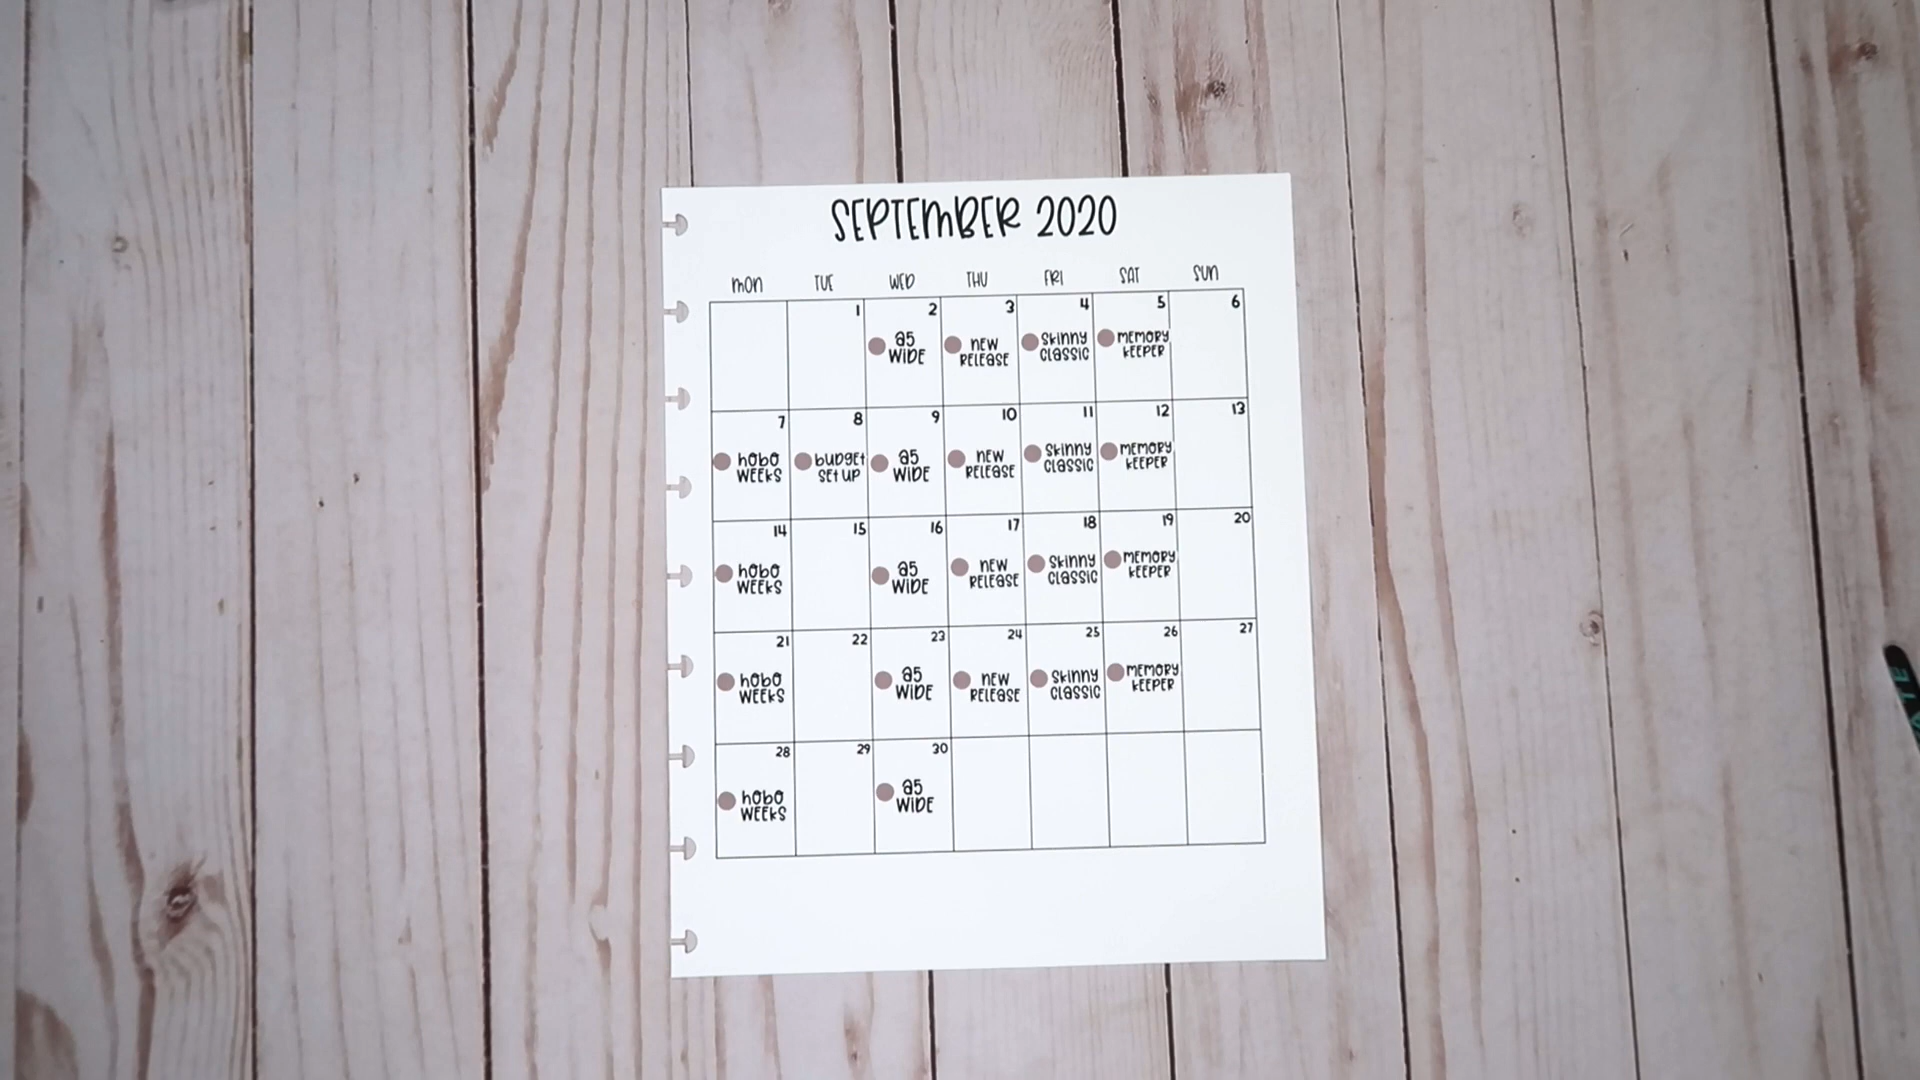 SEPTEMBER 2020
mon TUE WED THU FRI SAT SUN
1 2 3 4 5 6
a5 WIDE
NEW RELEASE
Skinny CLASSIC
MEMORY KEEPER
7 8 9 10 11 12 13
hobo WEEKS
budget SET UP
a5 WIDE
NEW RELEASE
Skinny CLASSIC
MEMORY KEEPER
14 15 16 17 18 19 20
hobo WEEKS
a5 WIDE
NEW RELEASE
Skinny CLASSIC
MEMORY KEEPER
21 22 23 24 25 26 27
hobo WEEKS
a5 WIDE
NEW RELEASE
Skinny CLASSIC
MEMORY KEEPER
28 29 30
hobo WEEKS
a5 WIDE